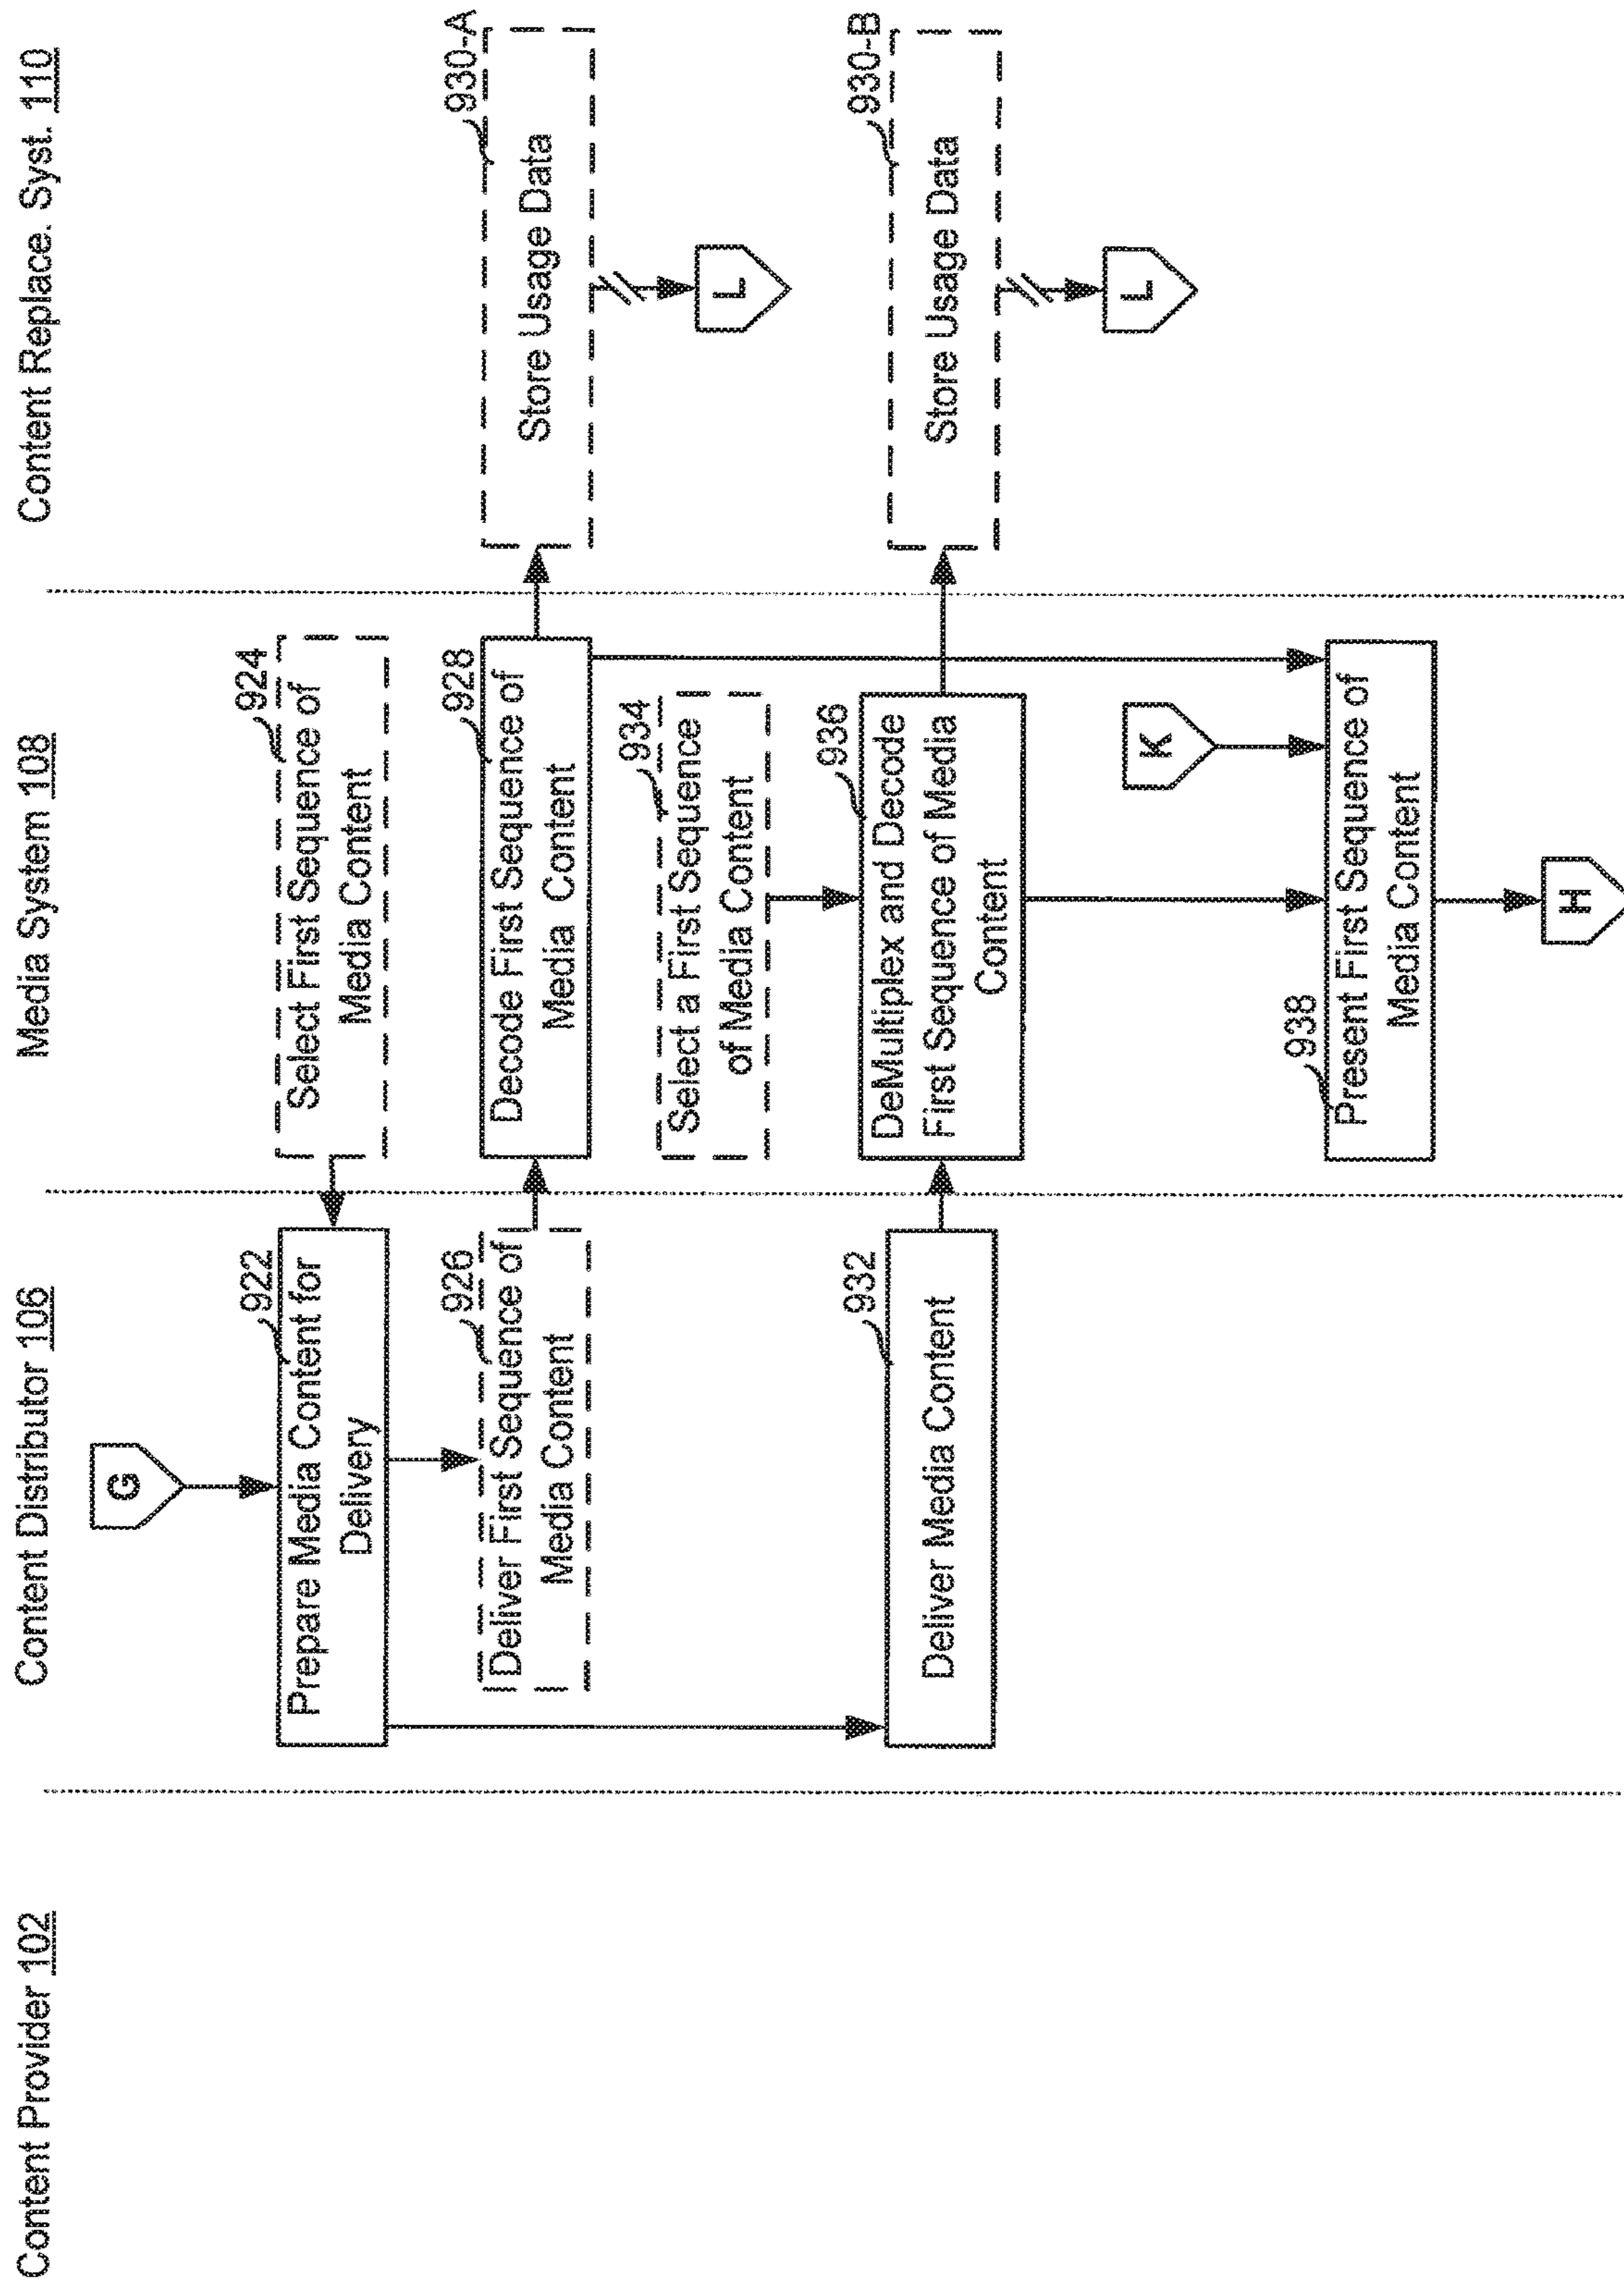 Content Provider 102
Content Distributor 106
Media System 108
Content Replace. Syst. 110
G
922
Prepare Media Content for
Delivery
924
Select First Sequence of
Media Content
926
Deliver First Sequence of
Media Content
928
Decode First Sequence of
Media Content
930-A
Store Usage Data
L
934
Select a First Sequence
of Media Content
932
Deliver Media Content
936
DeMultiplex and Decode
First Sequence of Media
Content
930-B
Store Usage Data
L
K
938
Present First Sequence of
Media Content
H